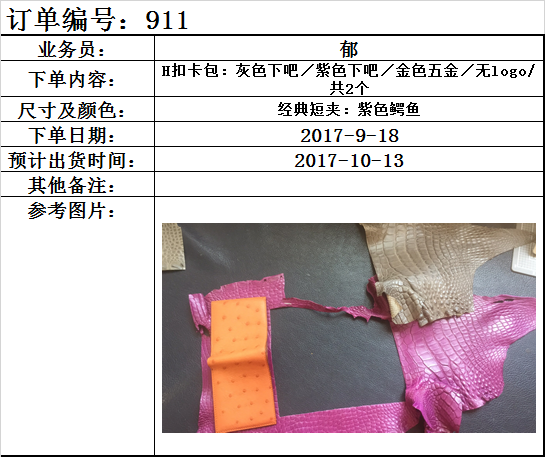 订单编号：911
业务员：
郁
下单内容：
H扣卡包：灰色下吧／紫色下吧／金色五金／无logo/
共2个
尺寸及颜色：
经典短夹：紫色鳄鱼
下单日期：
2017-9-18
预计出货时间：
2017-10-13
其他备注：
参考图片：